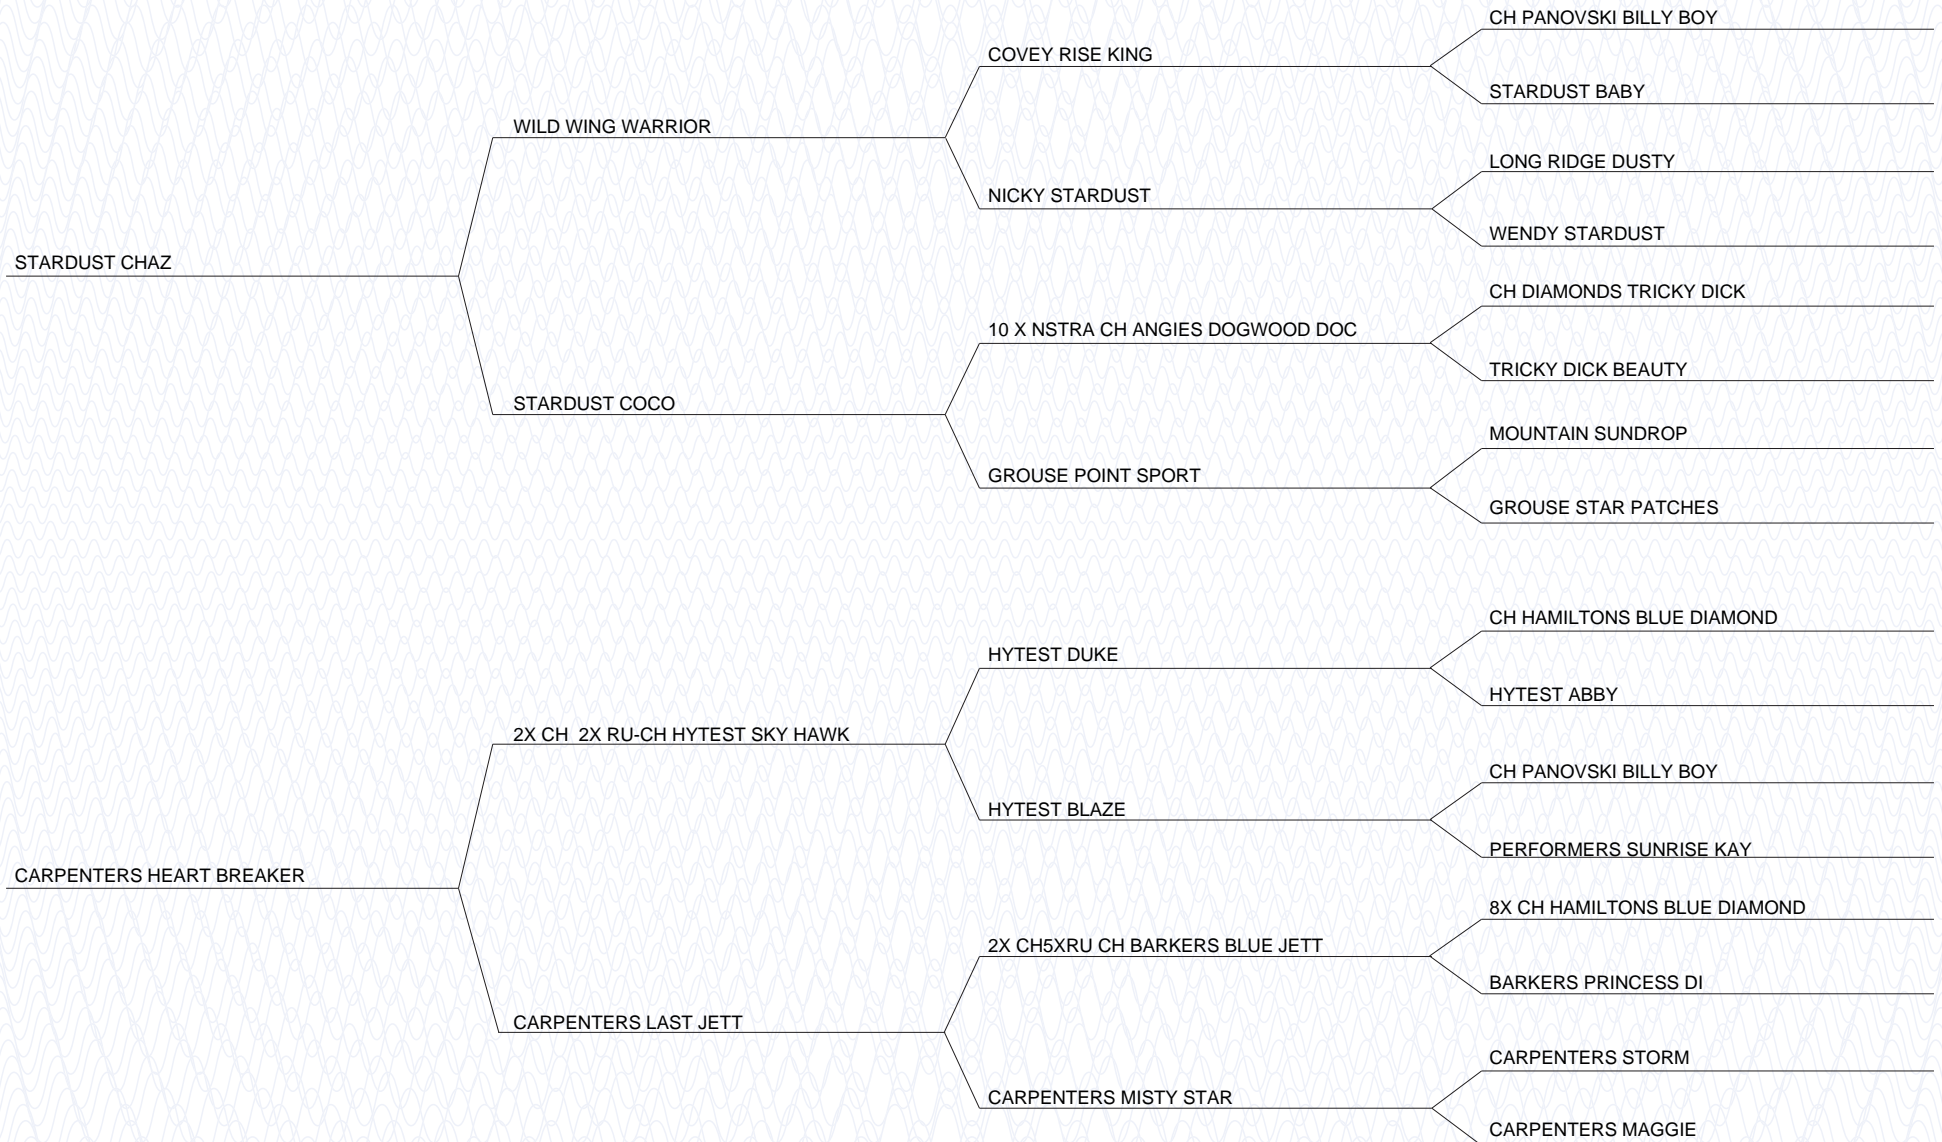 CH PANOVSKI BILLY BOY
COVEY RISE KING
STARDUST BABY
WILD WING WARRIOR
LONG RIDGE DUSTY
NICKY STARDUST
WENDY STARDUST
STARDUST CHAZ
CH DIAMONDS TRICKY DICK
10 X NSTRA CH ANGIES DOGWOOD DOC
TRICKY DICK BEAUTY
STARDUST COCO
MOUNTAIN SUNDROP
GROUSE POINT SPORT
GROUSE STAR PATCHES
CH HAMILTONS BLUE DIAMOND
HYTEST DUKE
HYTEST ABBY
2X CH  2X RU-CH HYTEST SKY HAWK
CH PANOVSKI BILLY BOY
HYTEST BLAZE
PERFORMERS SUNRISE KAY
CARPENTERS HEART BREAKER
8X CH HAMILTONS BLUE DIAMOND
2X CH5XRU CH BARKERS BLUE JETT
BARKERS PRINCESS DI
CARPENTERS LAST JETT
CARPENTERS STORM
CARPENTERS MISTY STAR
CARPENTERS MAGGIE